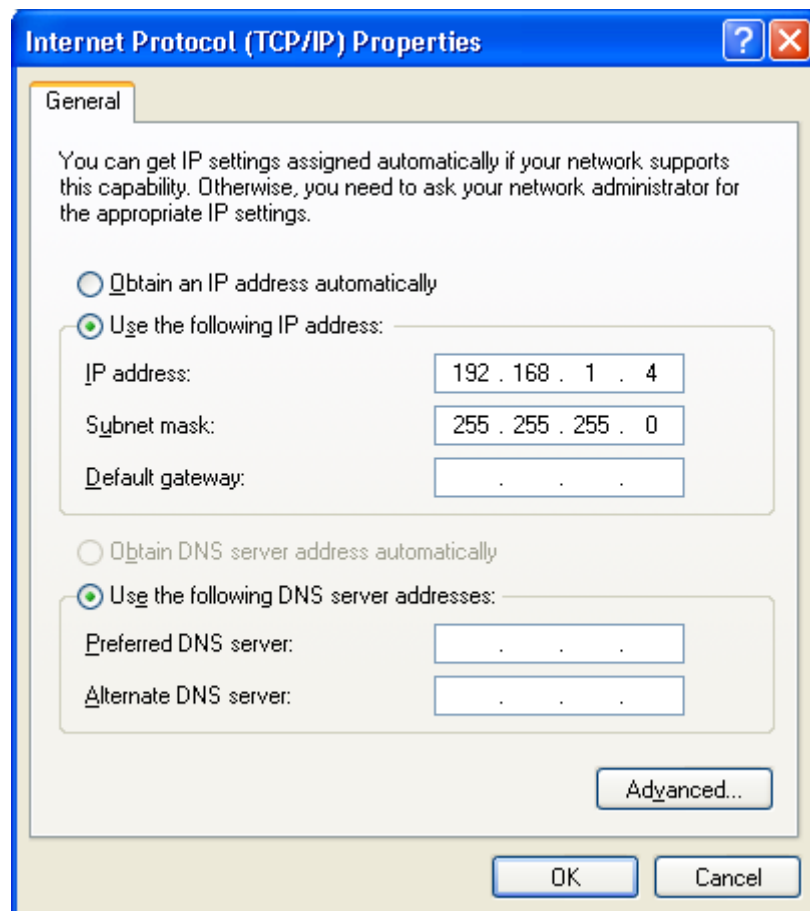 Internet Protocol (TCP/IP) Properties
General
You can get IP settings assigned automatically if your network supports
this capability. Otherwise, you need to ask your network administrator for
the appropriate IP settings.
Obtain an IP address automatically
Use the following IP address:
IP address: 192 . 168 . 1 . 4
Subnet mask: 255 . 255 . 255 . 0
Default gateway: . . .
Obtain DNS server address automatically
Use the following DNS server addresses:
Preferred DNS server: . . .
Alternate DNS server: . . .
Advanced...
OK Cancel